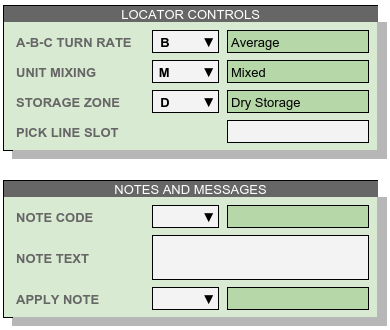 LOCATOR CONTROLS
A-B-C TURN RATE B ▼ Average
UNIT MIXING M ▼ Mixed
STORAGE ZONE D ▼ Dry Storage
PICK LINE SLOT
NOTES AND MESSAGES
NOTE CODE ▼
NOTE TEXT
APPLY NOTE ▼